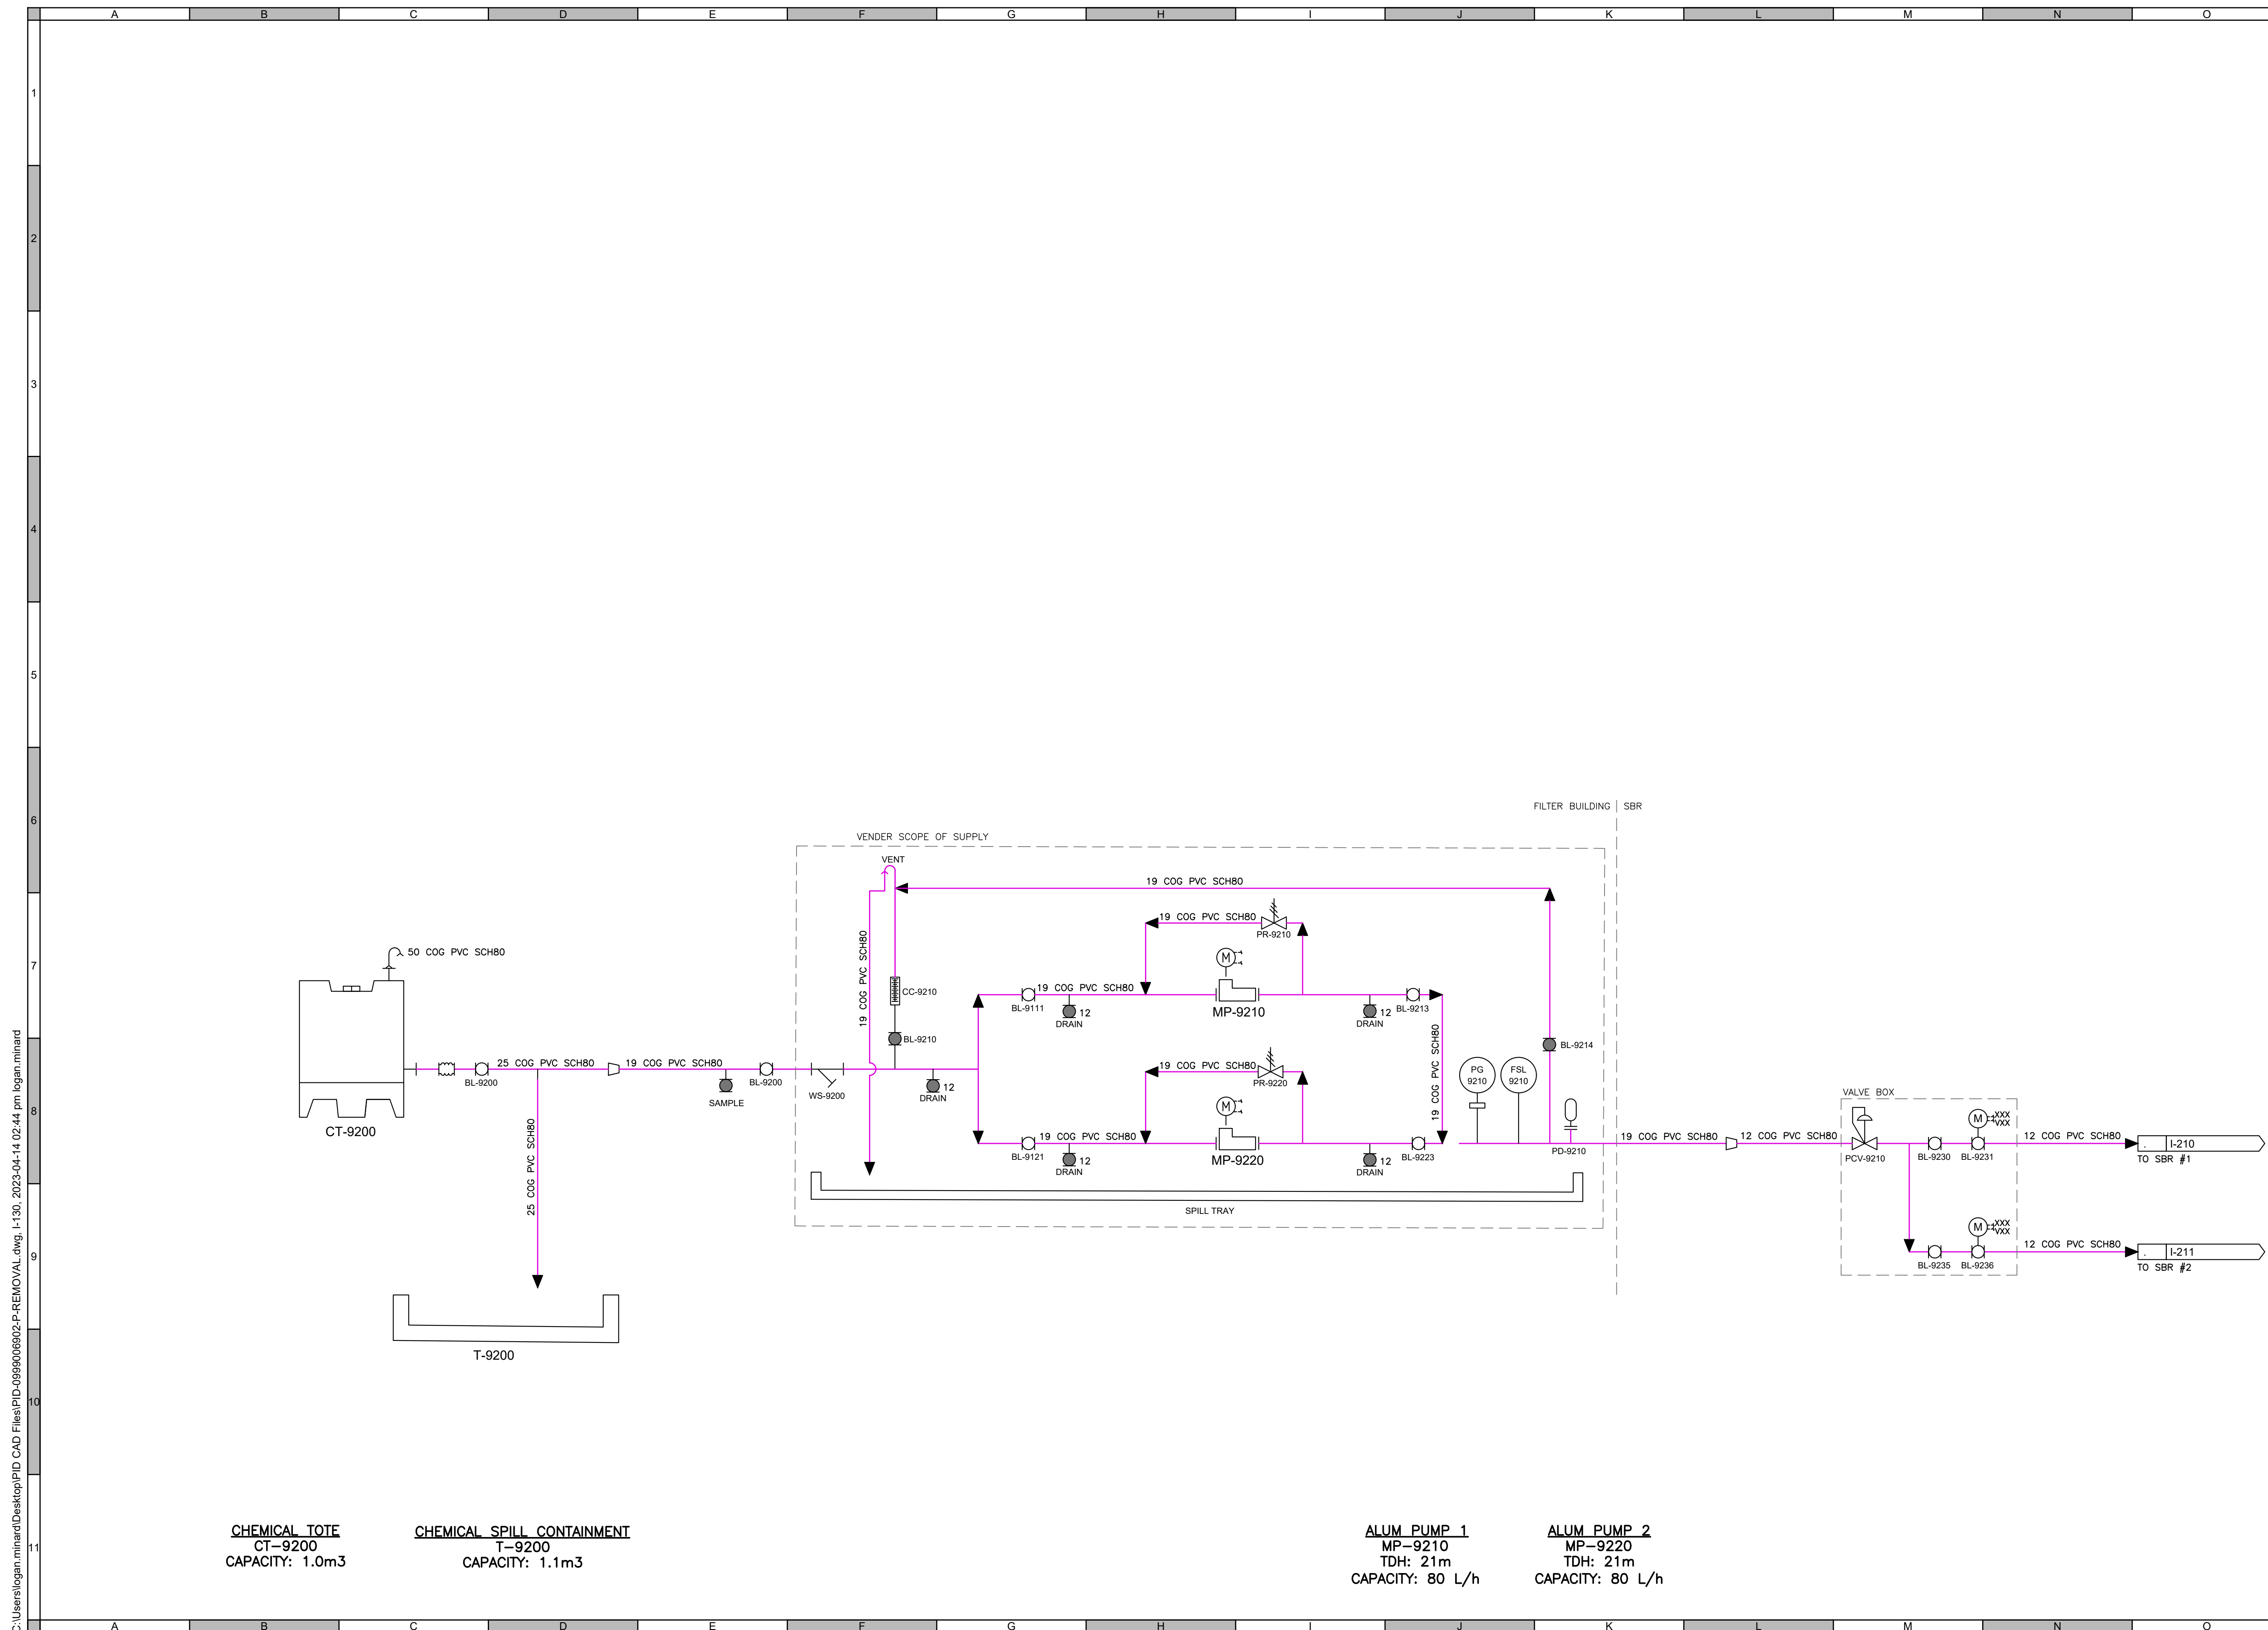 A B C D E F G H I J K L M N O
1
2
3
4
5
6
7
8
9
10
11
C:\Users\logan.minard\Desktop\PID CAD Files\PID-0999006902-P-REMOVAL.dwg, I-130, 2023-04-14 02:44 pm logan.minard
FILTER BUILDING SBR
VENDER SCOPE OF SUPPLY
VENT
19 COG PVC SCH80
19 COG PVC SCH80
PR-9210
50 COG PVC SCH80
19 COG PVC SCH80
M
CC-9210
BL-9111
19 COG PVC SCH80
12
DRAIN
MP-9210
12
DRAIN
BL-9213
BL-9210
19 COG PVC SCH80
BL-9214
CT-9200
BL-9200
25 COG PVC SCH80
19 COG PVC SCH80
SAMPLE
BL-9200
WS-9200
12
DRAIN
19 COG PVC SCH80
PR-9220
PG
9210
FSL
9210
M
BL-9121
19 COG PVC SCH80
12
DRAIN
MP-9220
12
DRAIN
BL-9223
PD-9210
19 COG PVC SCH80
12 COG PVC SCH80
VALVE BOX
PCV-9210
BL-9230
BL-9231
M
XXX
VXX
12 COG PVC SCH80
. I-210
TO SBR #1
25 COG PVC SCH80
SPILL TRAY
M
XXX
VXX
BL-9235
BL-9236
12 COG PVC SCH80
. I-211
TO SBR #2
T-9200
CHEMICAL TOTE
CT-9200
CAPACITY: 1.0m3
CHEMICAL SPILL CONTAINMENT
T-9200
CAPACITY: 1.1m3
ALUM PUMP 1
MP-9210
TDH: 21m
CAPACITY: 80 L/h
ALUM PUMP 2
MP-9220
TDH: 21m
CAPACITY: 80 L/h
A B C D E F G H I J K L M N O